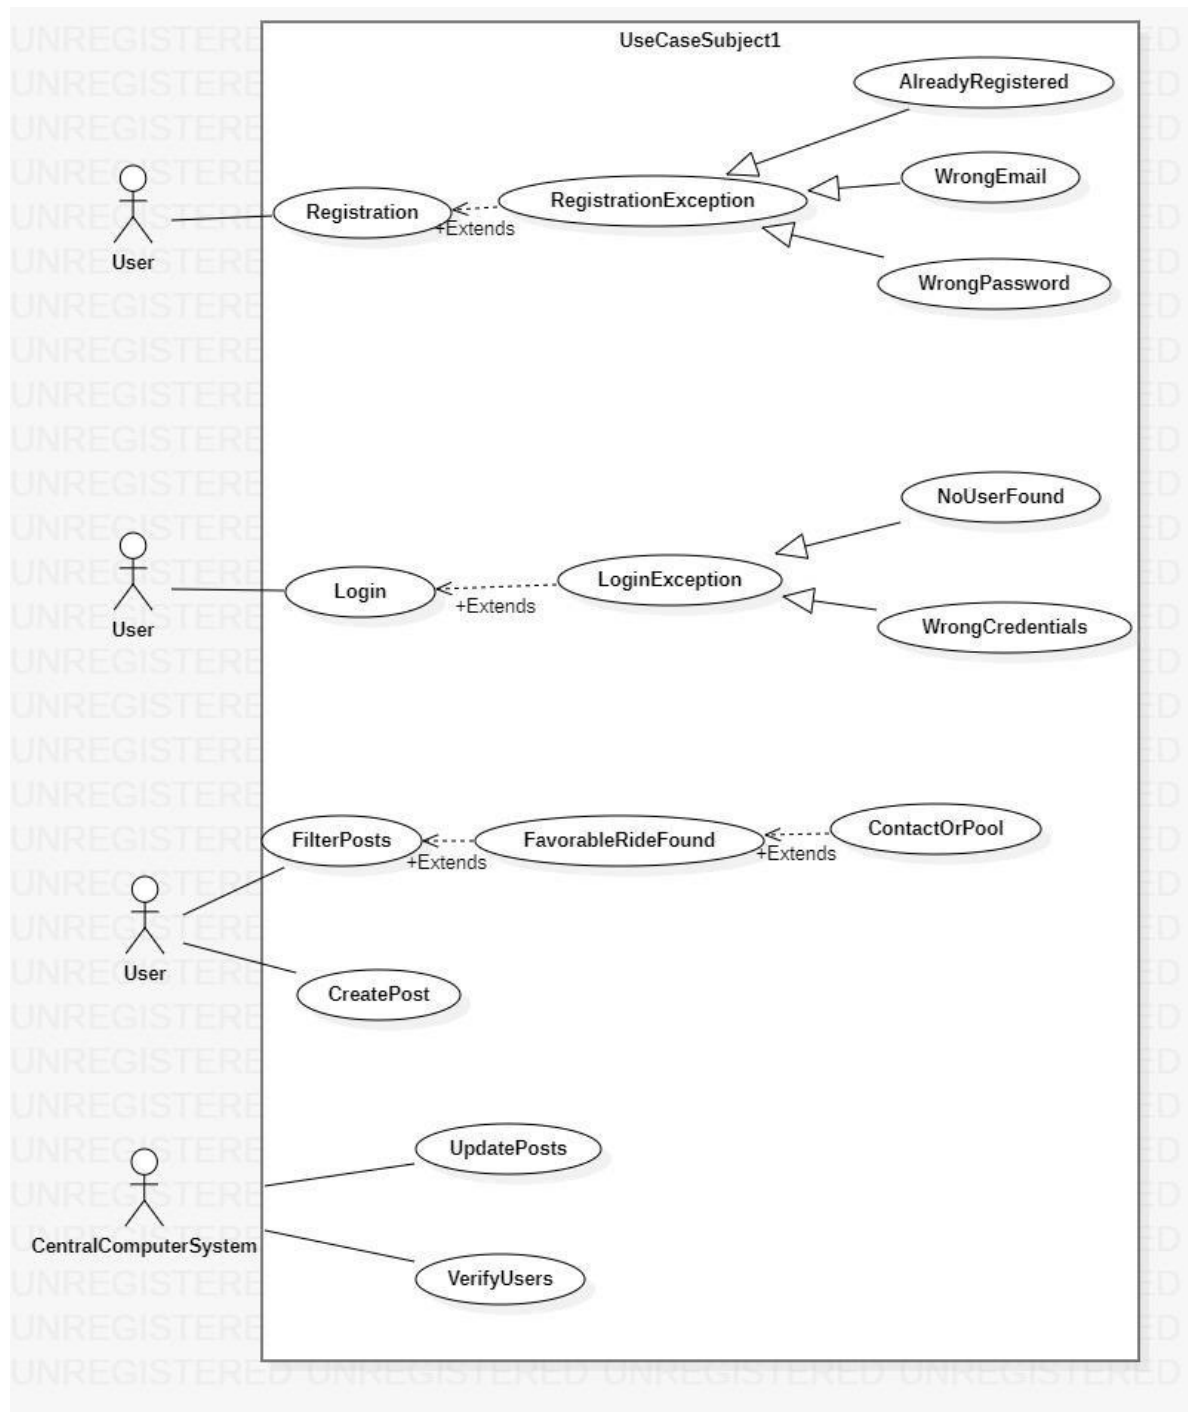 UseCaseSubject1
AlreadyRegistered
WrongEmail
RegistrationException
Registration
+Extends
User
WrongPassword
NoUserFound
LoginException
Login
+Extends
User
WrongCredentials
ContactOrPool
FilterPosts
FavorableRideFound
+Extends
+Extends
User
CreatePost
UpdatePosts
CentralComputerSystem
VerifyUsers
UNREGISTERED UNREGISTERED UNREGISTERED UNREGISTERED